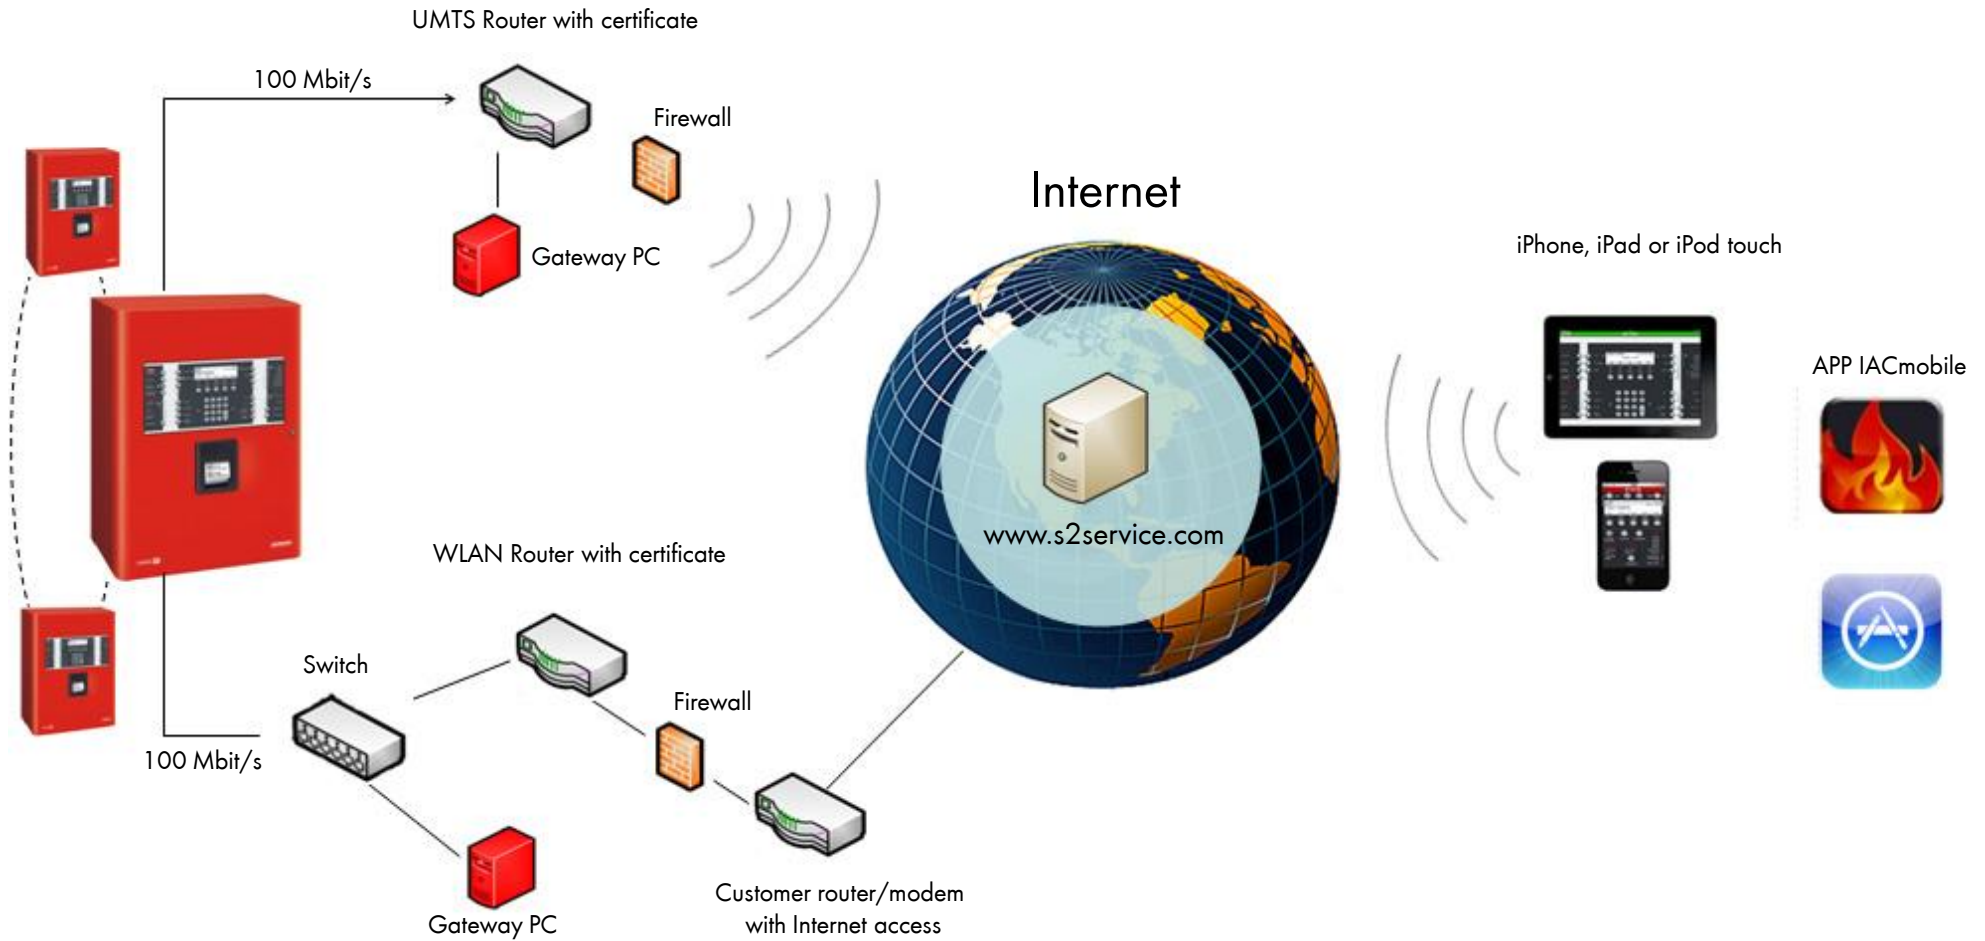 UMTS Router with certificate
100 Mbit/s
Firewall
Gateway PC
Internet
iPhone, iPad or iPod touch
APP IACmobile
www.s2service.com
WLAN Router with certificate
Switch
Firewall
100 Mbit/s
Gateway PC
Customer router/modem
with Internet access